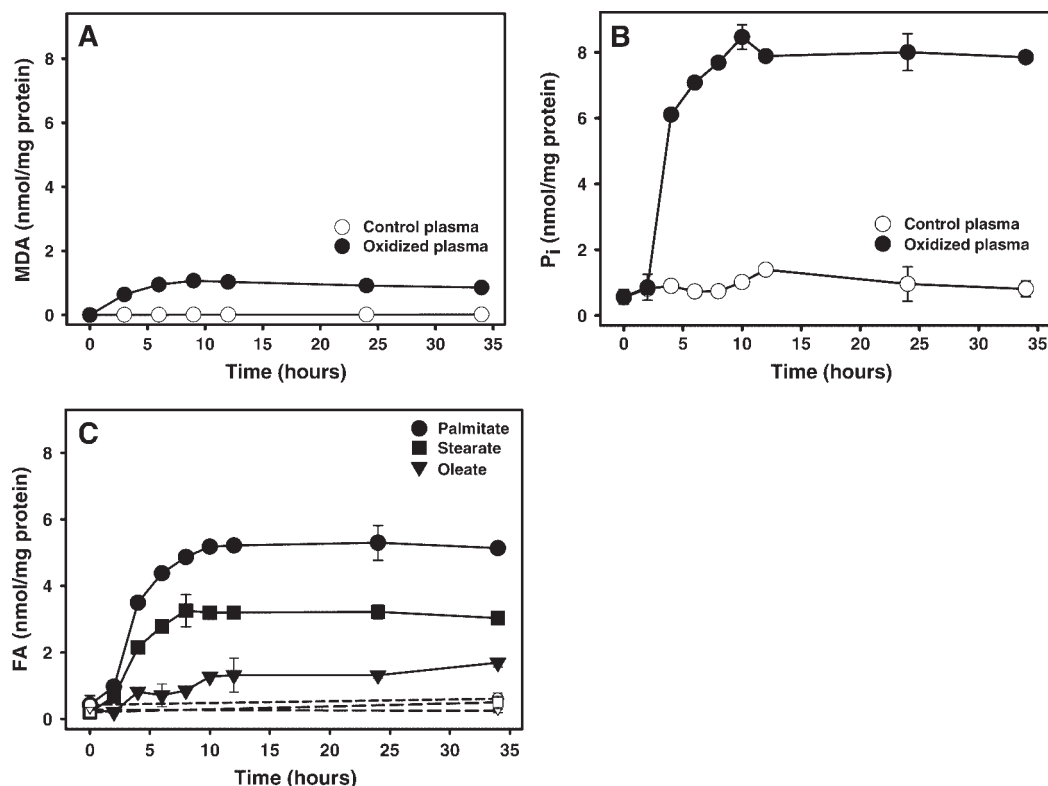 A
MDA (nmol/mg protein)
8
6
4
2
0
Control plasma
Oxidized plasma
0 5 10 15 20 25 30 35
Time (hours)
B
Pi (nmol/mg protein)
8
6
4
2
0
Control plasma
Oxidized plasma
0 5 10 15 20 25 30 35
Time (hours)
C
FA (nmol/mg protein)
8
6
4
2
0
Palmitate
Stearate
Oleate
0 5 10 15 20 25 30 35
Time (hours)